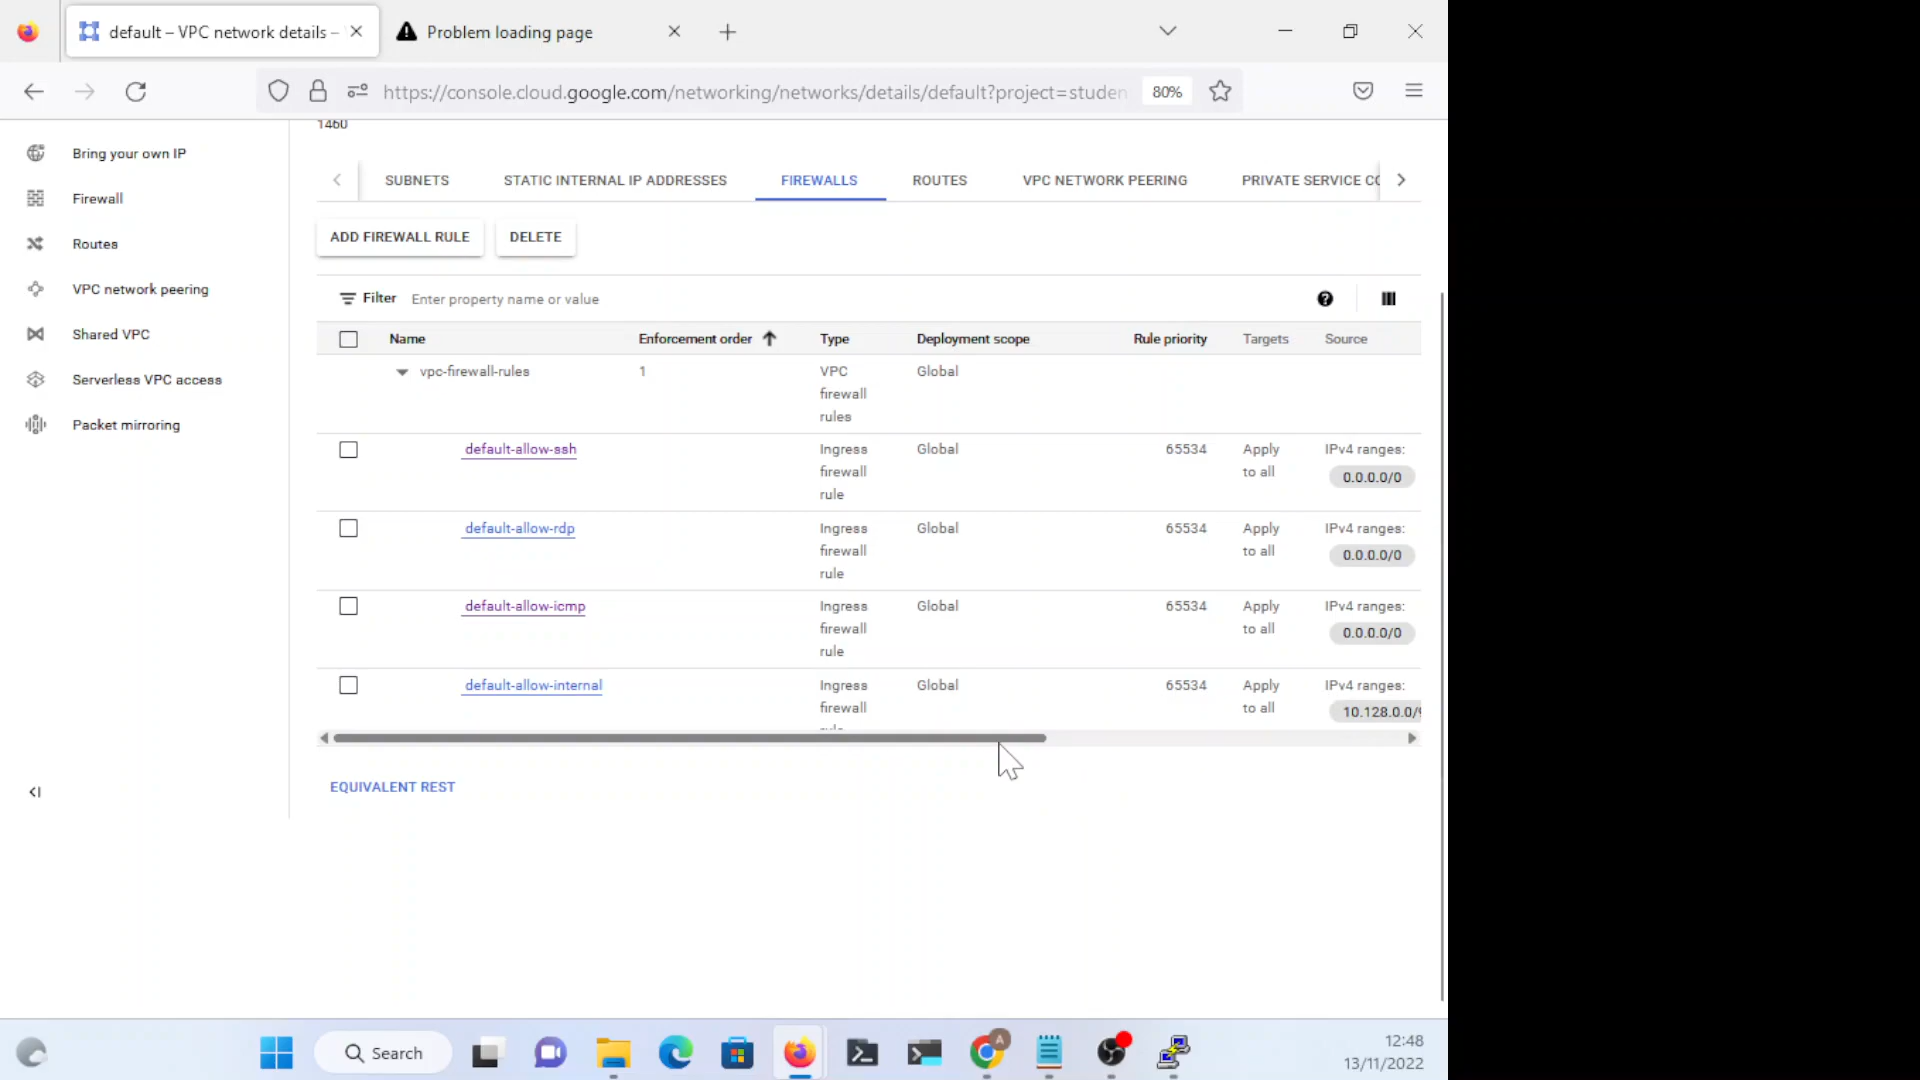 default – VPC network details –
Problem loading page
https://console.cloud.google.com/networking/networks/details/default?project=studen
80%
1460
Bring your own IP
Firewall
Routes
VPC network peering
Shared VPC
Serverless VPC access
Packet mirroring
SUBNETS
STATIC INTERNAL IP ADDRESSES
FIREWALLS
ROUTES
VPC NETWORK PEERING
PRIVATE SERVICE CO
ADD FIREWALL RULE
DELETE
Filter
Enter property name or value
Name
Enforcement order
Type
Deployment scope
Rule priority
Targets
Source
vpc-firewall-rules
1
VPC
firewall
rules
Global
default-allow-ssh
Ingress
firewall
rule
Global
65534
Apply
to all
IPv4 ranges:
0.0.0.0/0
default-allow-rdp
Ingress
firewall
rule
Global
65534
Apply
to all
IPv4 ranges:
0.0.0.0/0
default-allow-icmp
Ingress
firewall
rule
Global
65534
Apply
to all
IPv4 ranges:
0.0.0.0/0
default-allow-internal
Ingress
firewall
Global
65534
Apply
to all
IPv4 ranges:
10.128.0.0/9
EQUIVALENT REST
Search
A
12:48
13/11/2022